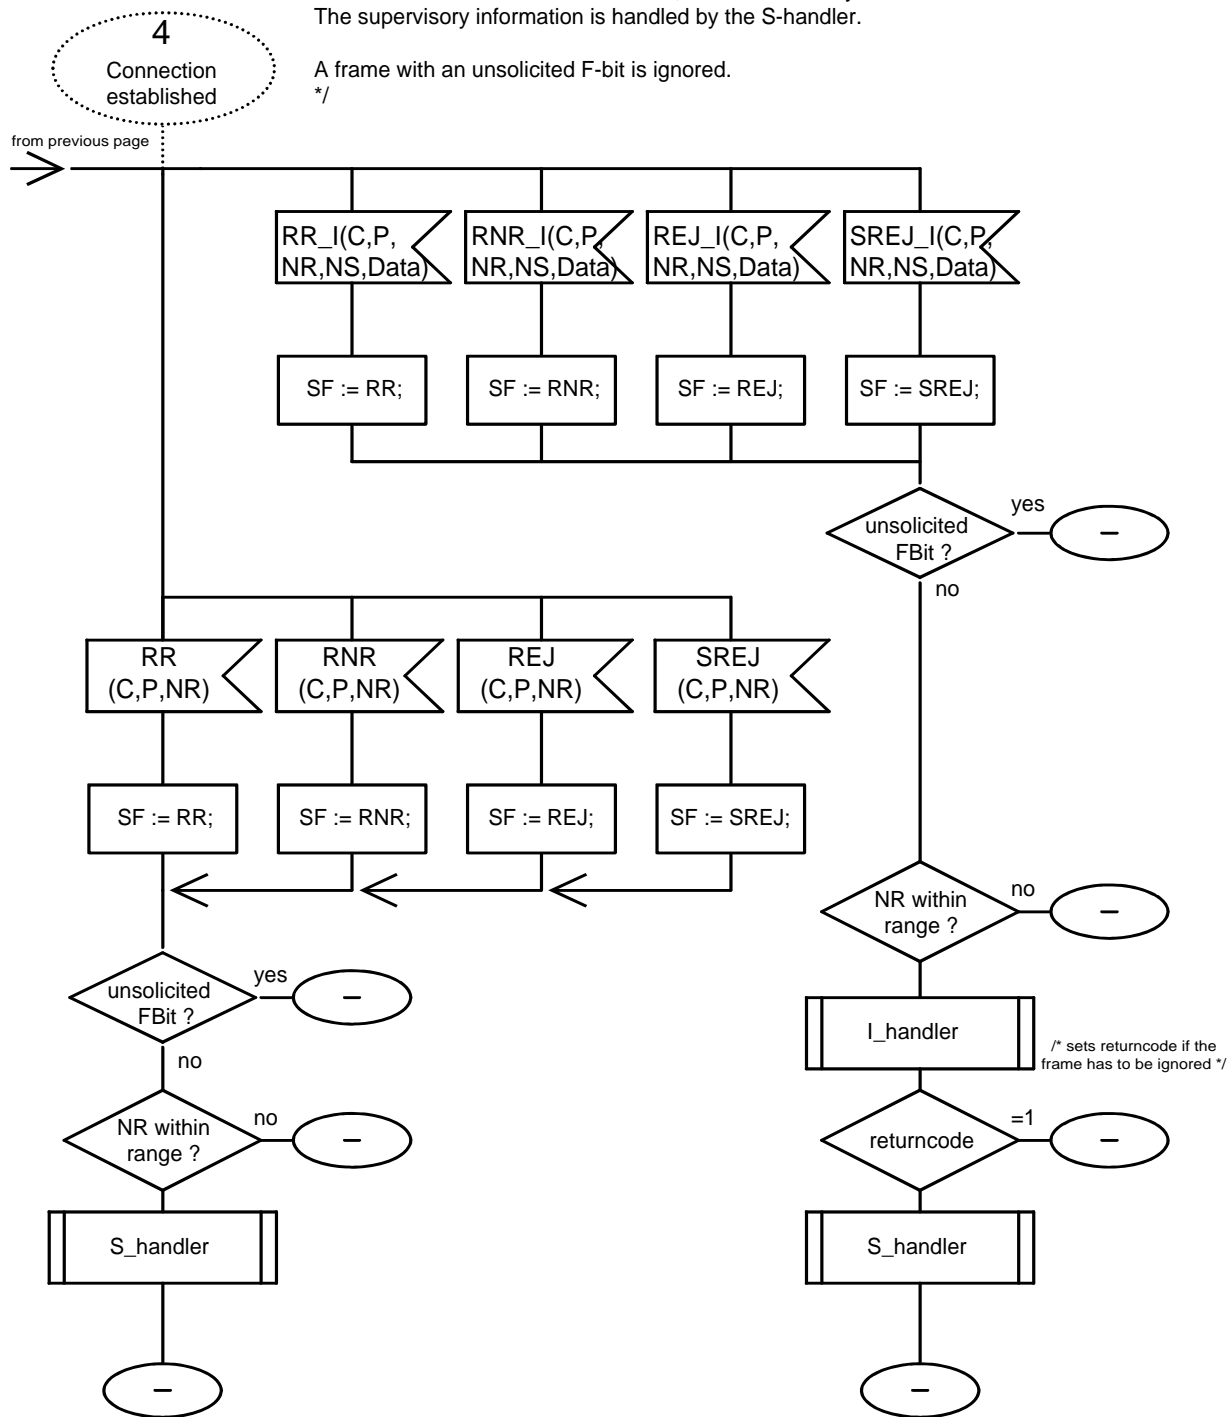 The supervisory information is handled by the S-handler.
4
Connection
established
A frame with an unsolicited F-bit is ignored.
*/
from previous page
RR_I(C,P,
NR,NS,Data)
RNR_I(C,P,
NR,NS,Data)
REJ_I(C,P,
NR,NS,Data)
SREJ_I(C,P,
NR,NS,Data)
SF := RR;
SF := RNR;
SF := REJ;
SF := SREJ;
unsolicited
FBit ?
yes
–
no
RR
(C,P,NR)
RNR
(C,P,NR)
REJ
(C,P,NR)
SREJ
(C,P,NR)
SF := RR;
SF := RNR;
SF := REJ;
SF := SREJ;
NR within
range ?
no
–
unsolicited
FBit ?
yes
–
no
I_handler
/* sets returncode if the
frame has to be ignored */
NR within
range ?
no
–
returncode
=1
–
S_handler
S_handler
–
–